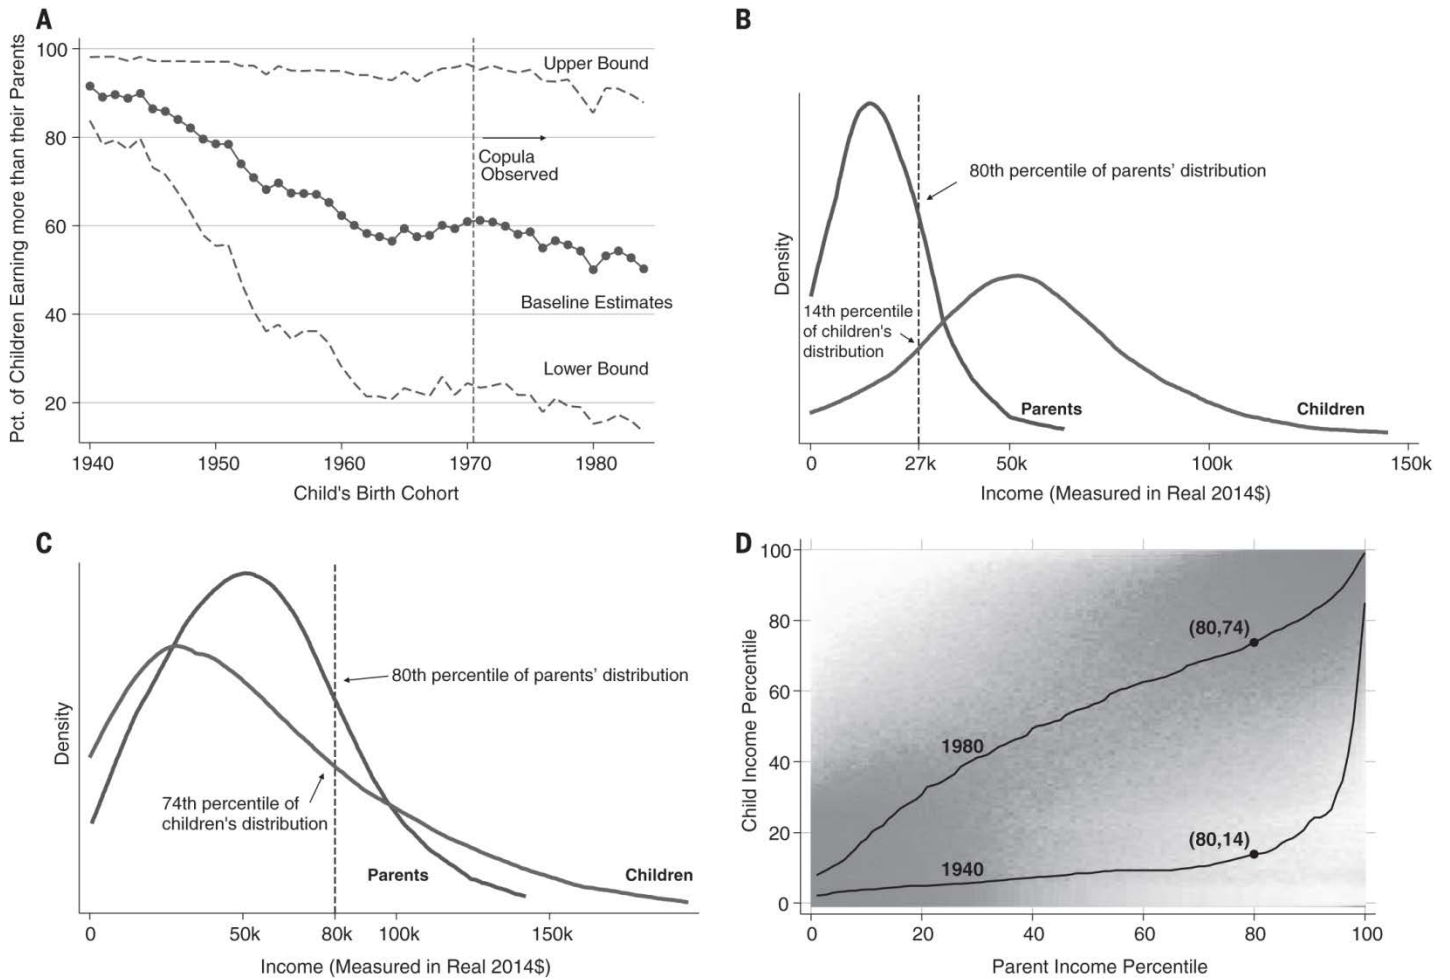 A
Pct. of Children Earning more than their Parents
100
80
60
40
20
Upper Bound
Copula
Observed
Baseline Estimates
Lower Bound
1940
1950
1960
1970
1980
Child's Birth Cohort
B
Density
80th percentile of parents' distribution
14th percentile
of children's
distribution
Parents
Children
0
27k
50k
100k
150k
Income (Measured in Real 2014$)
C
Density
80th percentile of parents' distribution
74th percentile of
children's distribution
Parents
Children
0
50k
80k
100k
150k
Income (Measured in Real 2014$)
D
Child Income Percentile
100
80
60
40
20
0
(80,74)
1980
(80,14)
1940
0
20
40
60
80
100
Parent Income Percentile